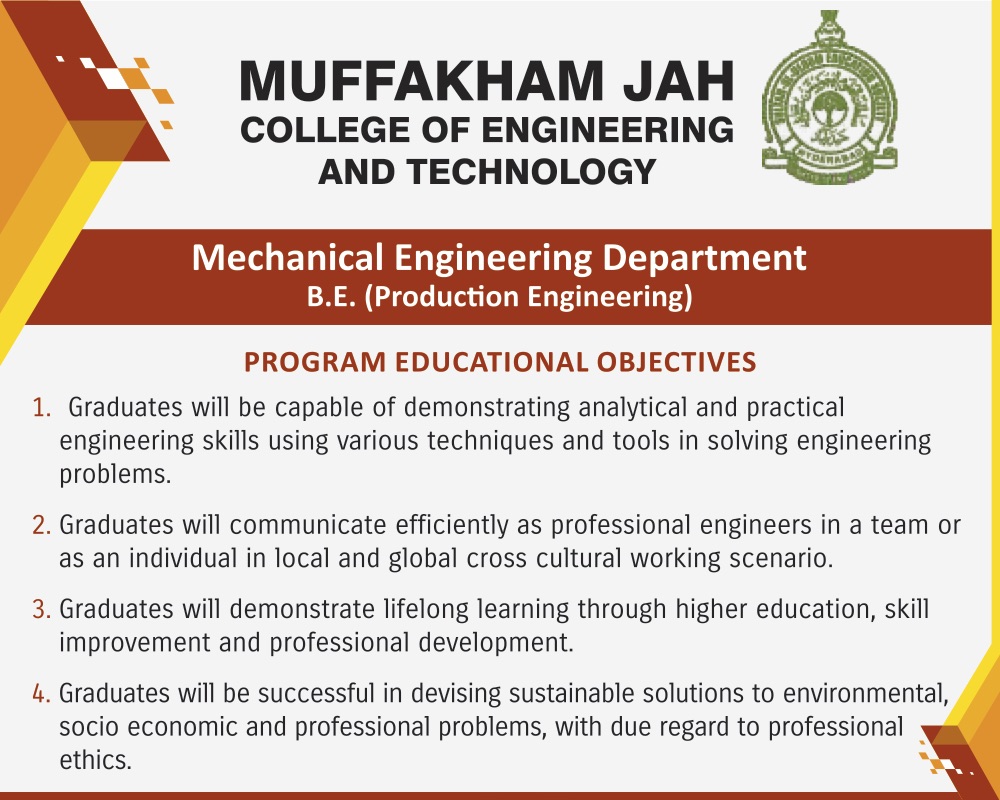 MUFFAKHAM JAH
COLLEGE OF ENGINEERING
AND TECHNOLOGY
HYDERABAD
Mechanical Engineering Department
B.E. (Production Engineering)
PROGRAM EDUCATIONAL OBJECTIVES
1. Graduates will be capable of demonstrating analytical and practical
engineering skills using various techniques and tools in solving engineering
problems.
2. Graduates will communicate efficiently as professional engineers in a team or
as an individual in local and global cross cultural working scenario.
3. Graduates will demonstrate lifelong learning through higher education, skill
improvement and professional development.
4. Graduates will be successful in devising sustainable solutions to environmental,
socio economic and professional problems, with due regard to professional
ethics.